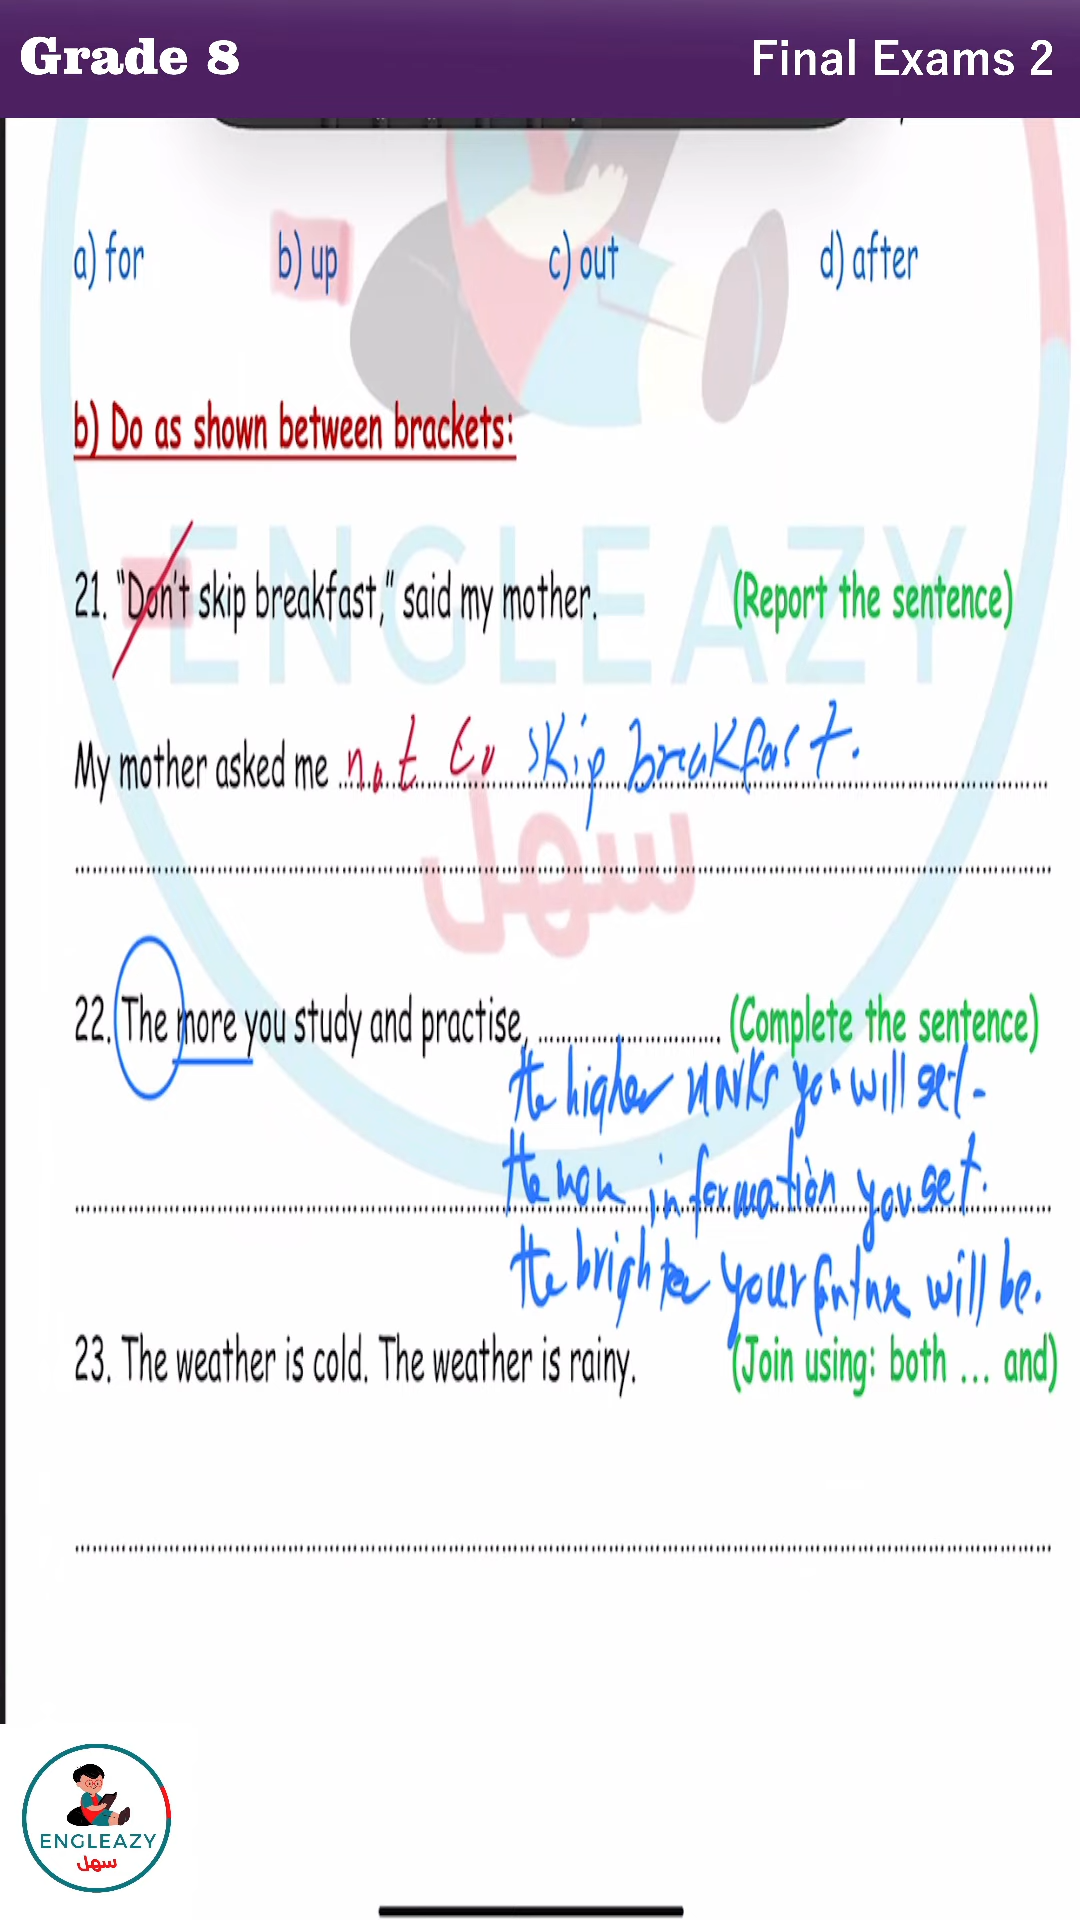 Grade 8 Final Exams 2
a) for b) up c) out d) after
b) Do as shown between brackets:
21. "Don't skip breakfast," said my mother. (Report the sentence)
ENGLEAZY
My mother asked me not to skip breakfast.
سهل
22. The more you study and practise, ........................... (Complete the sentence)
the higher marks you will get.
the more information you get.
the brighter your future will be.
23. The weather is cold. The weather is rainy. (Join using: both ... and)
ENGLEAZY
سهل